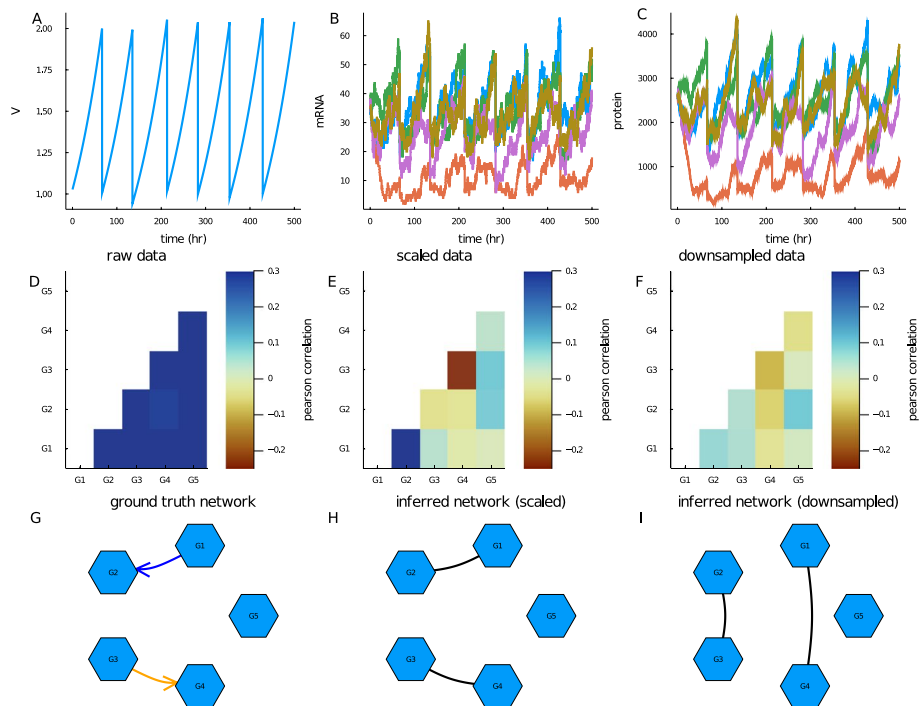 A
B
C
2,00
1,75
1,50
1,25
1,00
V
0 100 200 300 400 500
time (hr)
60
50
40
30
20
10
mRNA
0 100 200 300 400 500
time (hr)
4000
3000
2000
1000
protein
0 100 200 300 400 500
time (hr)
raw data
scaled data
downsampled data
D
G5
G4
G3
G2
G1
G1 G2 G3 G4 G5
0.3
0.2
0.1
0
−0.1
−0.2
pearson correlation
E
G5
G4
G3
G2
G1
G1 G2 G3 G4 G5
0.3
0.2
0.1
0
−0.1
−0.2
pearson correlation
F
G5
G4
G3
G2
G1
G1 G2 G3 G4 G5
0.3
0.2
0.1
0
−0.1
−0.2
pearson correlation
ground truth network
inferred network (scaled)
inferred network (downsampled)
G
G1
G2
G5
G3
G4
H
G1
G2
G5
G3
G4
I
G1
G2
G5
G3
G4